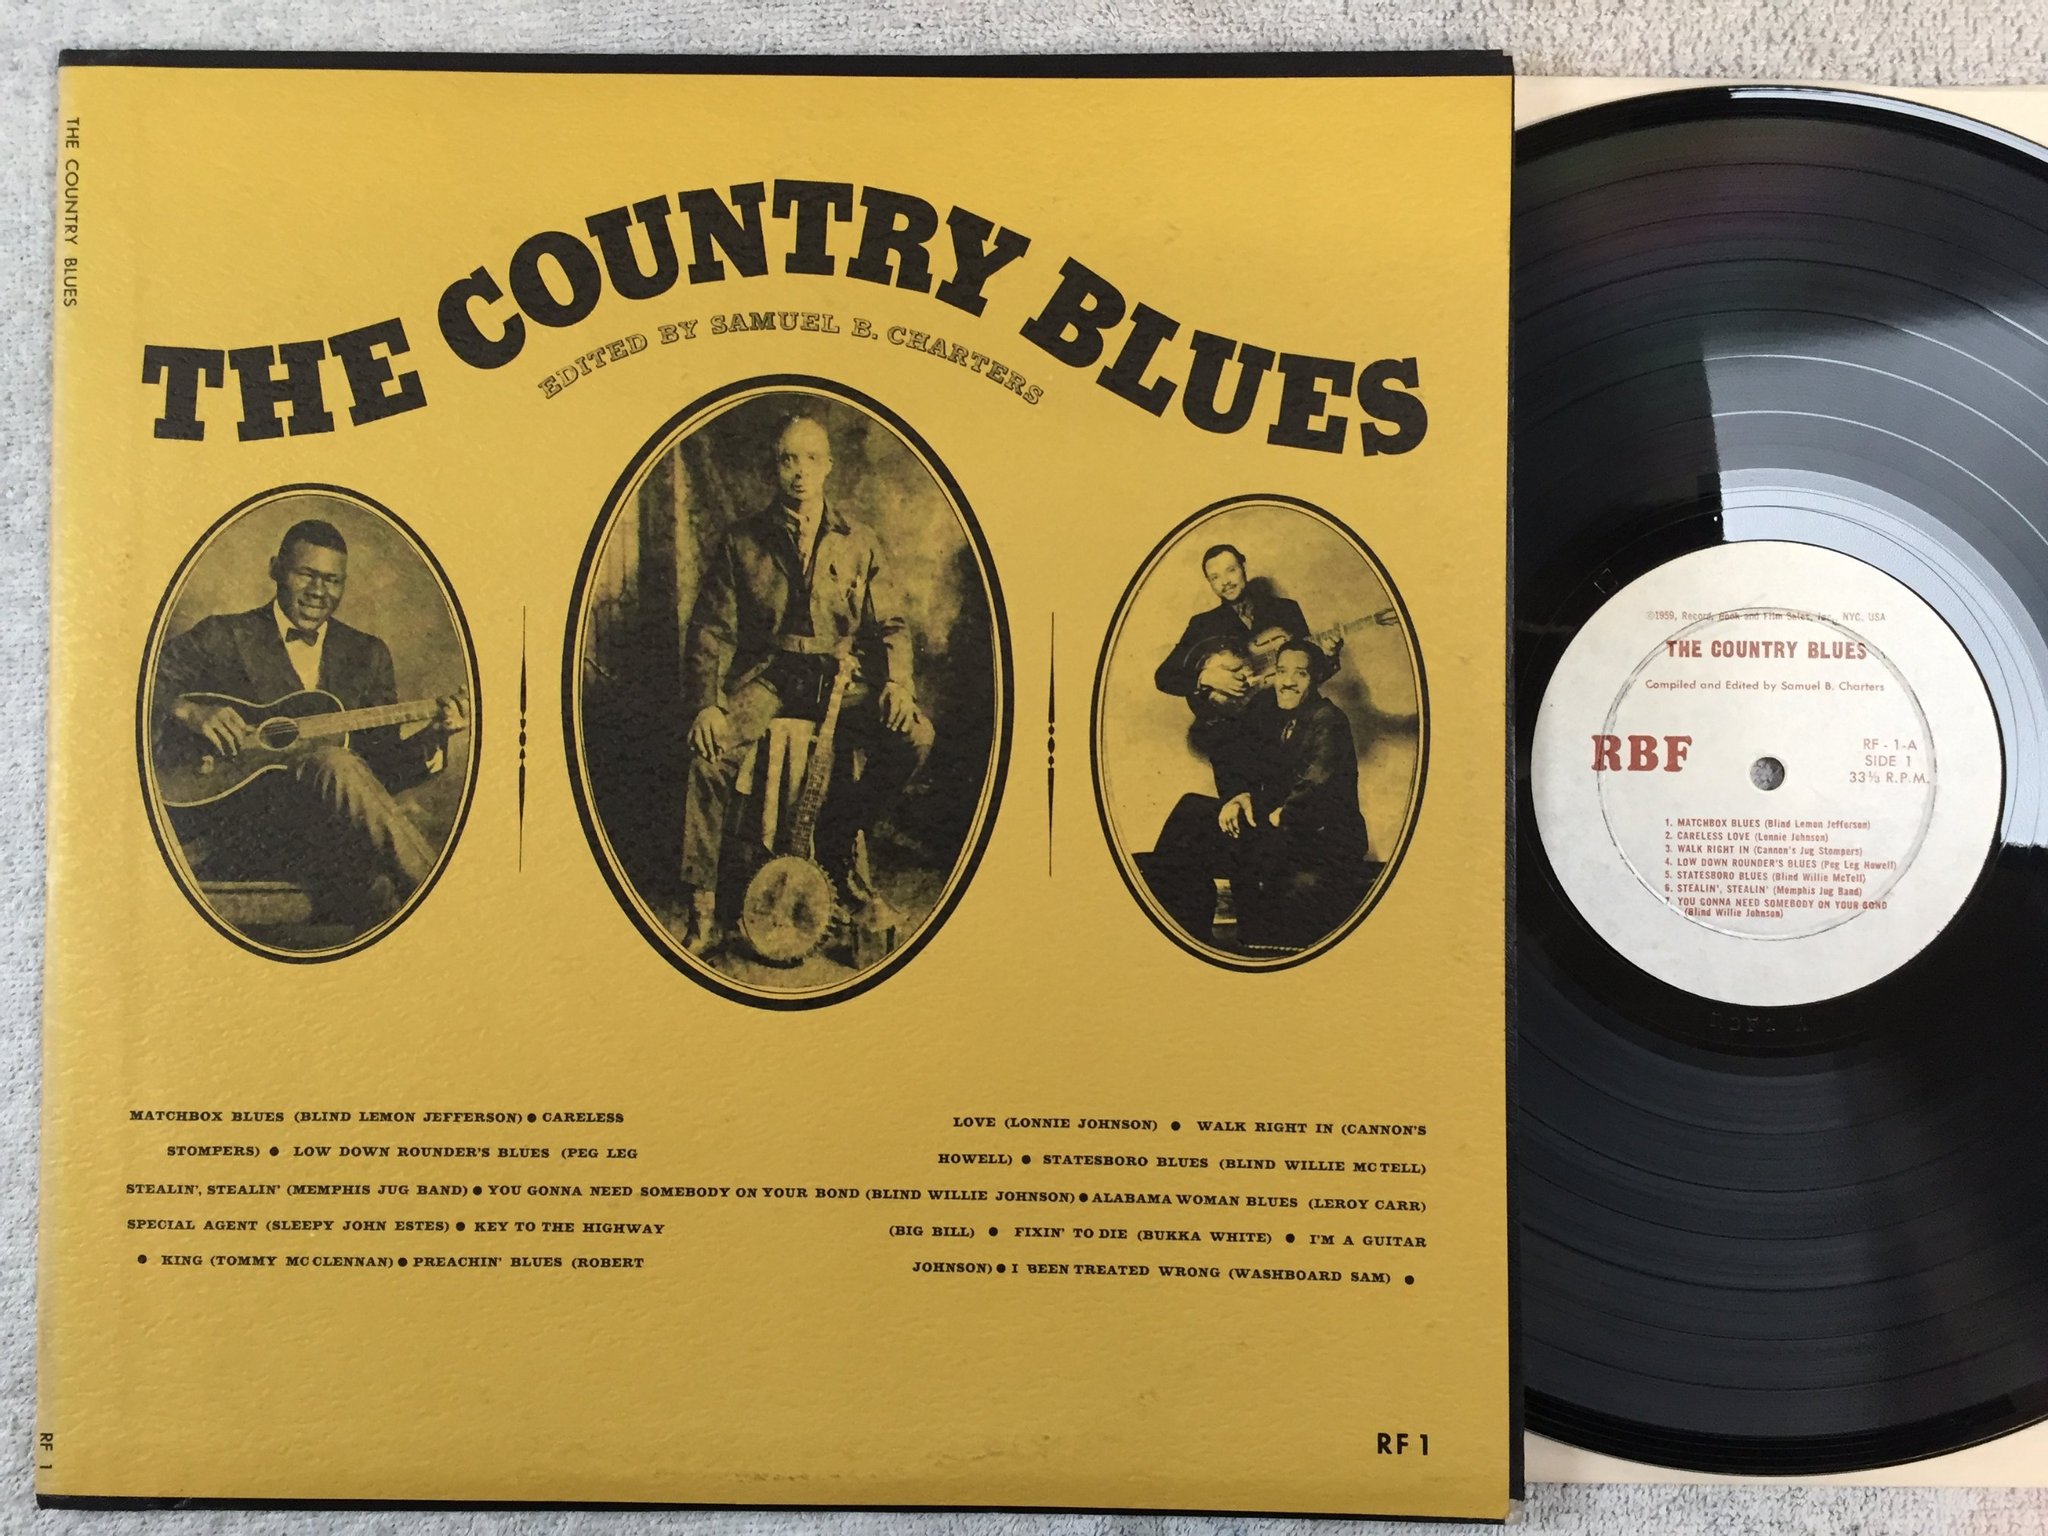 THE COUNTRY BLUES
THE COUNTRY BLUES
EDITED BY SAMUEL B. CHARTERS
MATCHBOX BLUES (BLIND LEMON JEFFERSON) ● CARELESS LOVE (LONNIE JOHNSON) ● WALK RIGHT IN (CANNON'S
STOMPERS) ● LOW DOWN ROUNDER'S BLUES (PEG LEG HOWELL) ● STATESBORO BLUES (BLIND WILLIE MCTELL)
STEALIN', STEALIN' (MEMPHIS JUG BAND) ● YOU GONNA NEED SOMEBODY ON YOUR BOND (BLIND WILLIE JOHNSON) ● ALABAMA WOMAN BLUES (LEROY CARR)
SPECIAL AGENT (SLEEPY JOHN ESTES) ● KEY TO THE HIGHWAY (BIG BILL) ● FIXIN' TO DIE (BUKKA WHITE) ● I'M A GUITAR
● KING (TOMMY MCCLENNAN) ● PREACHIN' BLUES (ROBERT JOHNSON) ● I BEEN TREATED WRONG (WASHBOARD SAM) ●
RF 1
RF 1
©1959, Record, Book and Film Sales, Inc., NYC, USA
THE COUNTRY BLUES
Compiled and Edited by Samuel B. Charters
RBF
RF - 1-A
SIDE 1
33⅓ R.P.M.
1. MATCHBOX BLUES (Blind Lemon Jefferson)
2. CARELESS LOVE (Lonnie Johnson)
3. WALK RIGHT IN (Cannon's Jug Stompers)
4. LOW DOWN ROUNDER'S BLUES (Peg Leg Howell)
5. STATESBORO BLUES (Blind Willie McTell)
6. STEALIN', STEALIN' (Memphis Jug Band)
7. YOU GONNA NEED SOMEBODY ON YOUR BOND
(Blind Willie Johnson)
RBF1 A